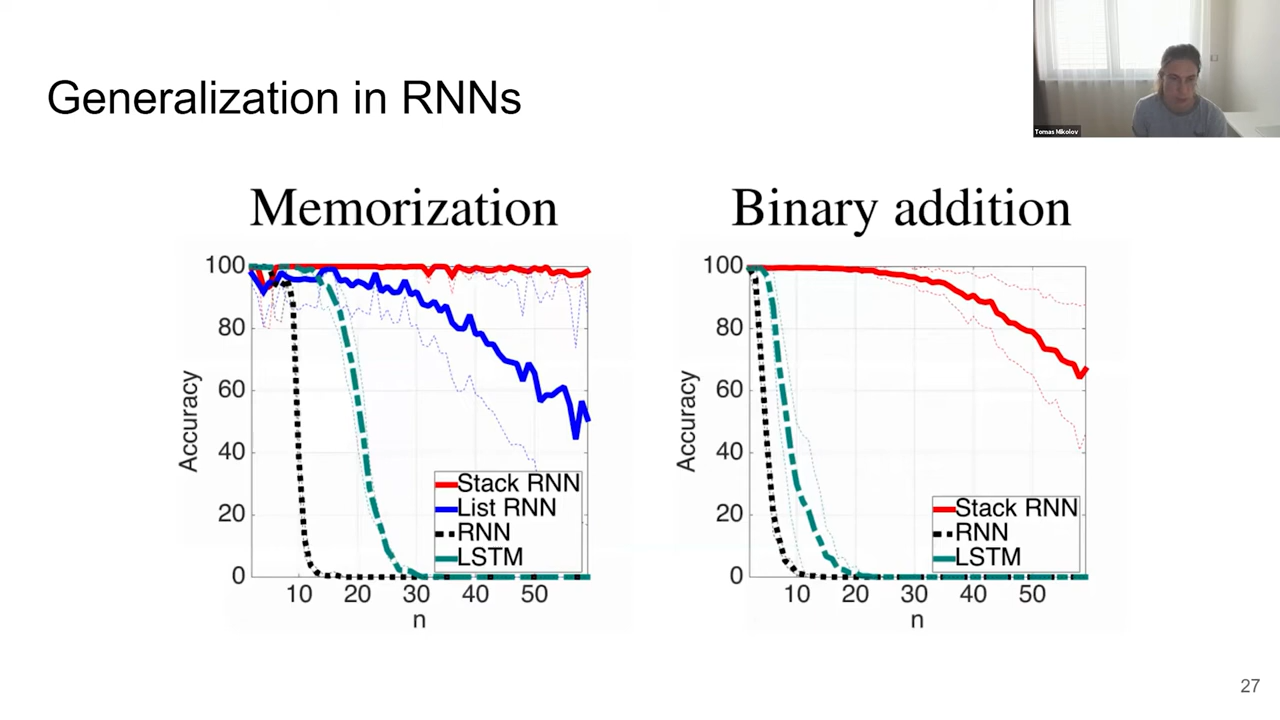 Generalization in RNNs
Tomas Mikolov
Memorization
100
80
60
40
20
0
Accuracy
10 20 30 40 50
n
Stack RNN
List RNN
RNN
LSTM
Binary addition
100
80
60
40
20
0
Accuracy
10 20 30 40 50
n
Stack RNN
RNN
LSTM
27